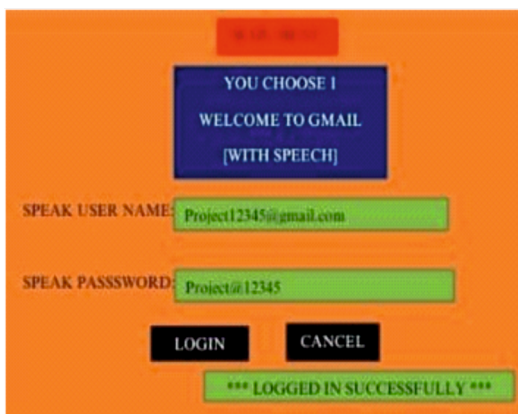 YOU CHOOSE 1
WELCOME TO GMAIL
[WITH SPEECH]
SPEAK USER NAME: Project12345@gmail.com
SPEAK PASSSWORD: Project@12345
LOGIN CANCEL
*** LOGGED IN SUCCESSFULLY ***